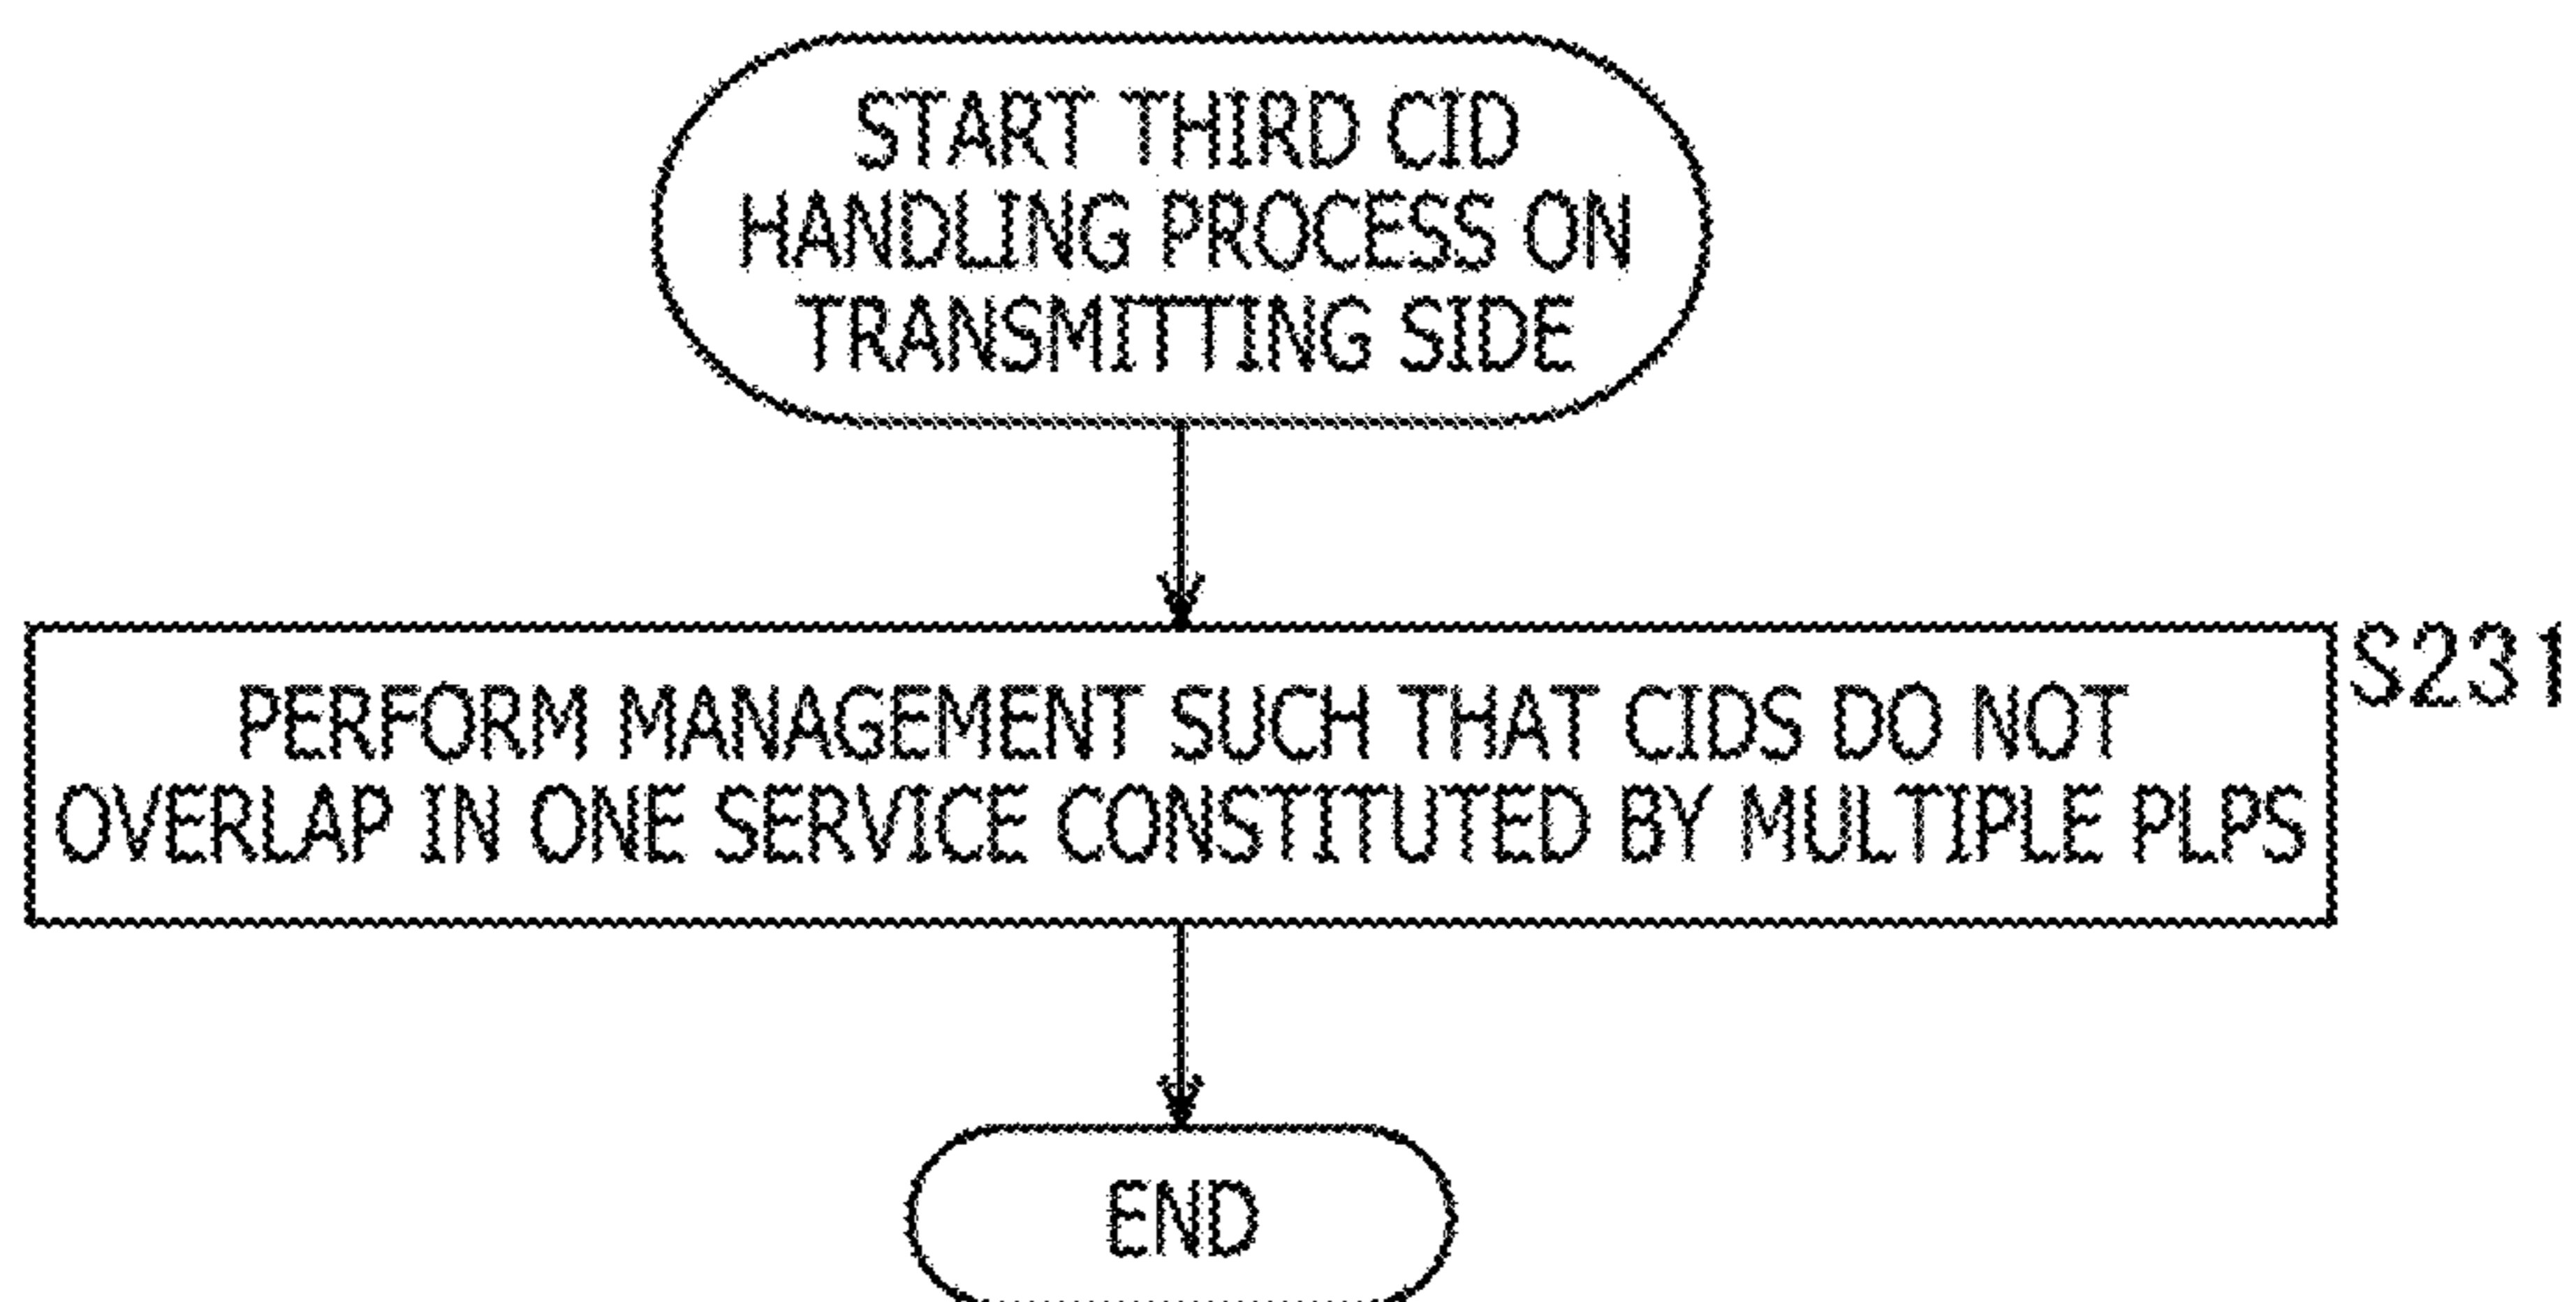 START THIRD CID
HANDLING PROCESS ON
TRANSMITTING SIDE
PERFORM MANAGEMENT SUCH THAT CIDS DO NOT
OVERLAP IN ONE SERVICE CONSTITUTED BY MULTIPLE PLPS
S231
END